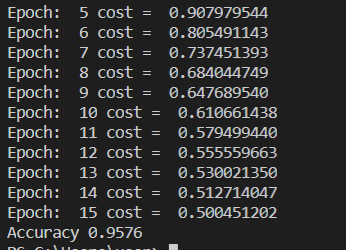 Epoch:  5 cost =  0.907979544
Epoch:  6 cost =  0.805491143
Epoch:  7 cost =  0.737451393
Epoch:  8 cost =  0.684044749
Epoch:  9 cost =  0.647689540
Epoch:  10 cost =  0.610661438
Epoch:  11 cost =  0.579499440
Epoch:  12 cost =  0.555559663
Epoch:  13 cost =  0.530021350
Epoch:  14 cost =  0.512714047
Epoch:  15 cost =  0.500451202
Accuracy 0.9576